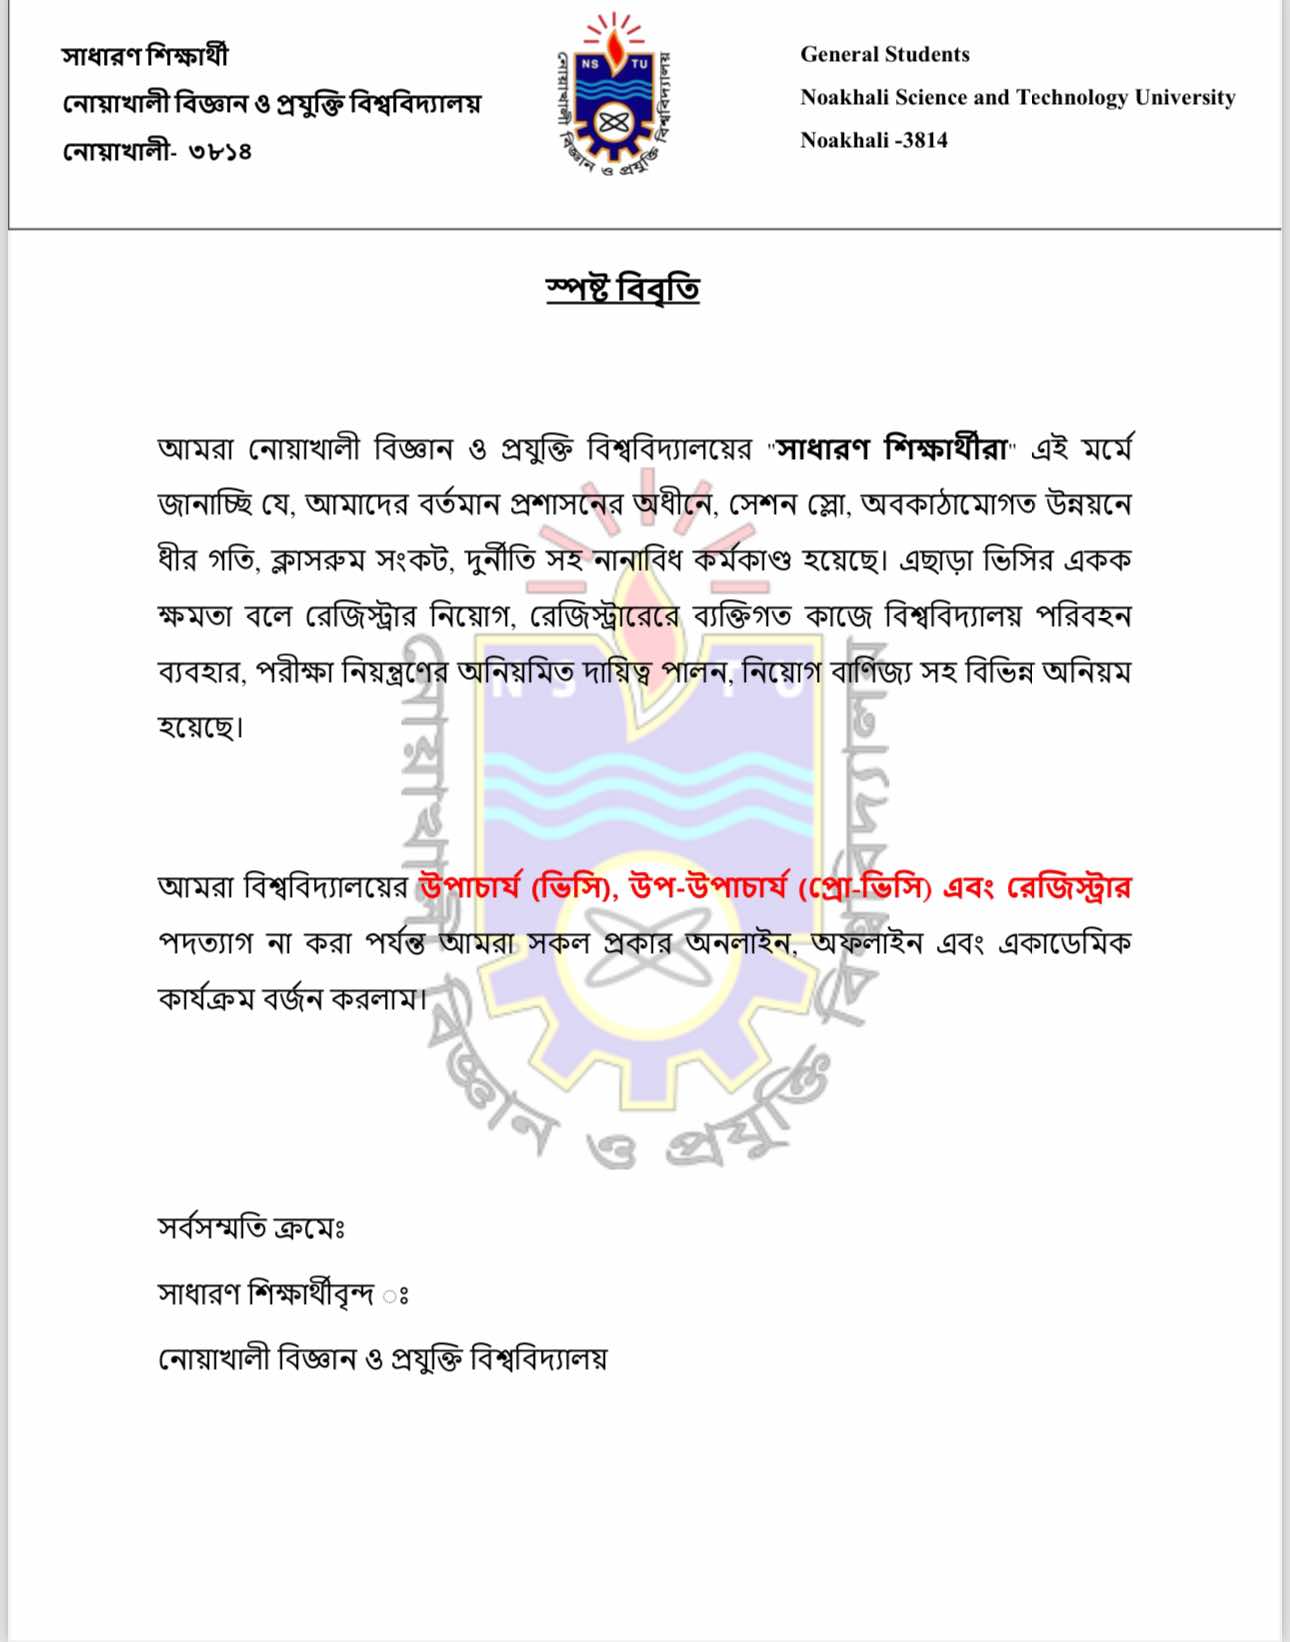 সাধারণ শিক্ষার্থী
নোয়াখালী বিজ্ঞান ও প্রযুক্তি বিশ্ববিদ্যালয়
নোয়াখালী- ৩৮১৪
NS TU
নোয়াখালী বিজ্ঞান ও প্রযুক্তি বিশ্ববিদ্যালয়
General Students
Noakhali Science and Technology University
Noakhali -3814
স্পষ্ট বিবৃতি
আমরা নোয়াখালী বিজ্ঞান ও প্রযুক্তি বিশ্ববিদ্যালয়ের "সাধারণ শিক্ষার্থীরা" এই মর্মে
জানাচ্ছি যে, আমাদের বর্তমান প্রশাসনের অধীনে, সেশন স্লো, অবকাঠামোগত উন্নয়নে
ধীর গতি, ক্লাসরুম সংকট, দুর্নীতি সহ নানাবিধ কর্মকাণ্ড হয়েছে। এছাড়া ভিসির একক
ক্ষমতা বলে রেজিস্ট্রার নিয়োগ, রেজিস্ট্রারেরে ব্যক্তিগত কাজে বিশ্ববিদ্যালয় পরিবহন
ব্যবহার, পরীক্ষা নিয়ন্ত্রণের অনিয়মিত দায়িত্ব পালন, নিয়োগ বাণিজ্য সহ বিভিন্ন অনিয়ম
হয়েছে।
আমরা বিশ্ববিদ্যালয়ের উপাচার্য (ভিসি), উপ-উপাচার্য (প্রো-ভিসি) এবং রেজিস্ট্রার
পদত্যাগ না করা পর্যন্ত আমরা সকল প্রকার অনলাইন, অফলাইন এবং একাডেমিক
কার্যক্রম বর্জন করলাম।
NS TU
নোয়াখালী বিজ্ঞান ও প্রযুক্তি বিশ্ববিদ্যালয়
সর্বসম্মতি ক্রমেঃ
সাধারণ শিক্ষার্থীবৃন্দ ঃ
নোয়াখালী বিজ্ঞান ও প্রযুক্তি বিশ্ববিদ্যালয়